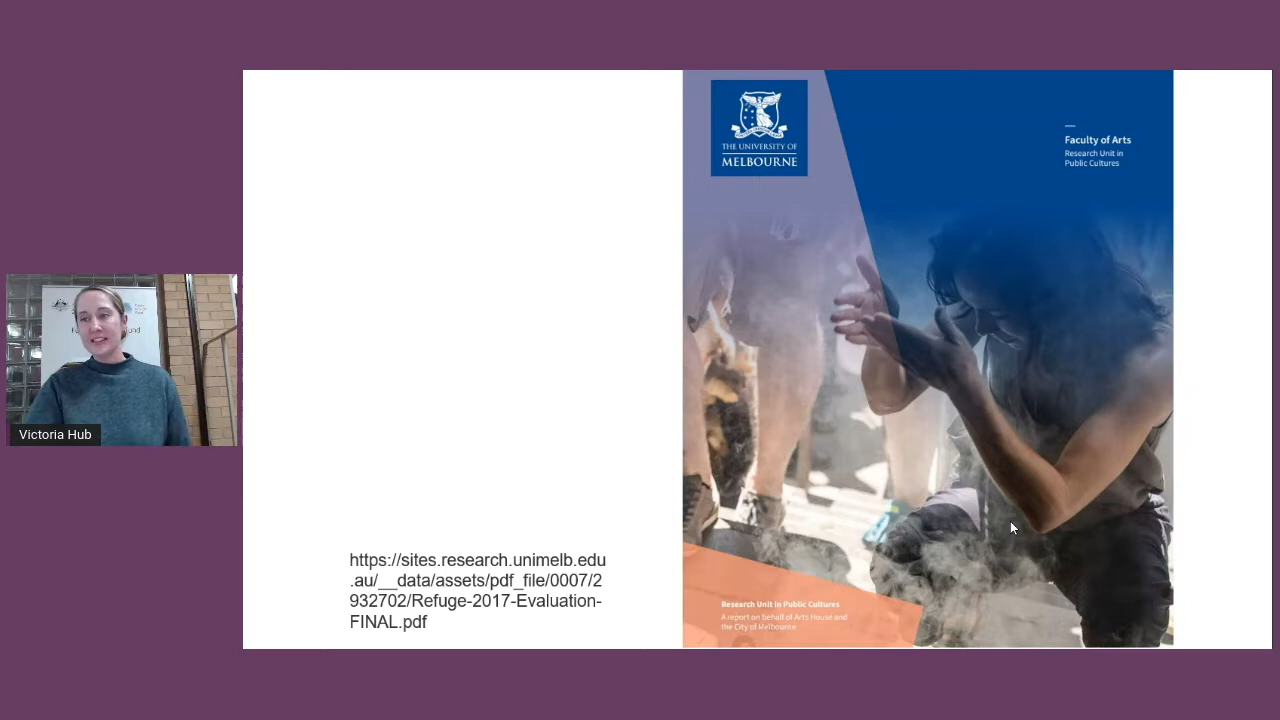 THE UNIVERSITY OF
MELBOURNE
Faculty of Arts
Research Unit in
Public Cultures
Victoria Hub
https://sites.research.unimelb.edu
.au/__data/assets/pdf_file/0007/2
932702/Refuge-2017-Evaluation-
FINAL.pdf
Research Unit in Public Cultures
A report on behalf of Arts House and
the City of Melbourne